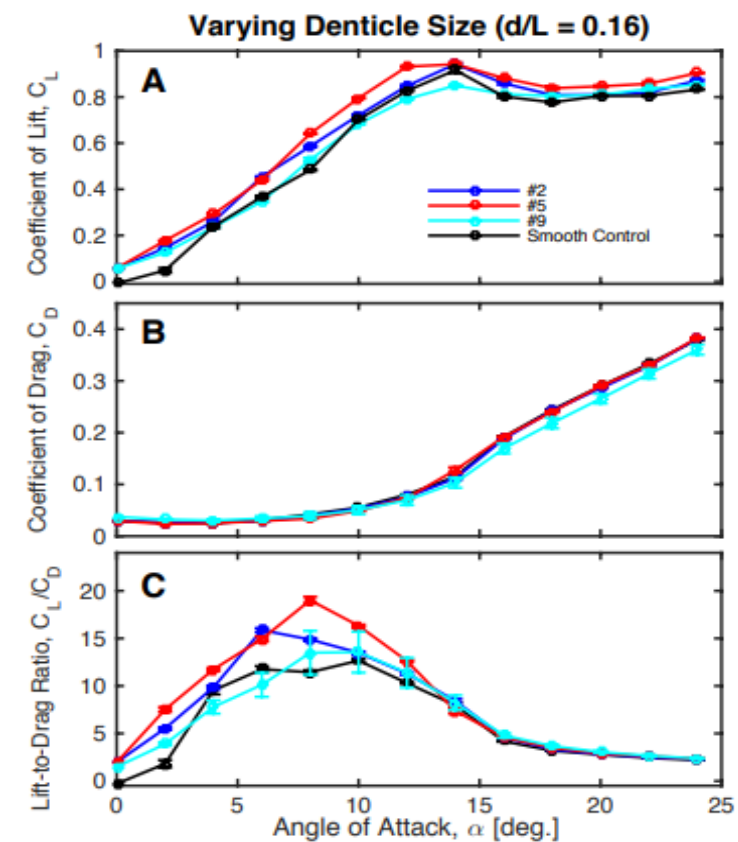 Varying Denticle Size (d/L = 0.16)
A
Coefficient of Lift, C_L
1
0.8
0.6
0.4
0.2
0
#2
#5
#9
Smooth Control
B
Coefficient of Drag, C_D
0.4
0.3
0.2
0.1
0
C
Lift-to-Drag Ratio, C_L/C_D
20
15
10
5
0
0 5 10 15 20 25
Angle of Attack, α [deg.]